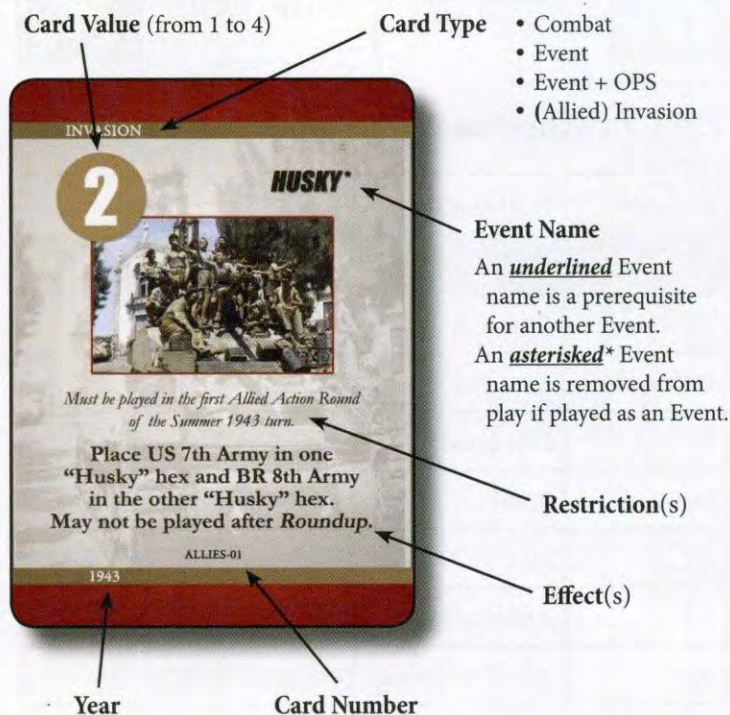 Card Value (from 1 to 4)
Card Type
• Combat
• Event
• Event + OPS
• (Allied) Invasion
INVASION
2
HUSKY*
Must be played in the first Allied Action Round
of the Summer 1943 turn.
Place US 7th Army in one
“Husky” hex and BR 8th Army
in the other “Husky” hex.
May not be played after Roundup.
ALLIES-01
1943
Event Name
An underlined Event
name is a prerequisite
for another Event.
An asterisked* Event
name is removed from
play if played as an Event.
Restriction(s)
Effect(s)
Year
Card Number